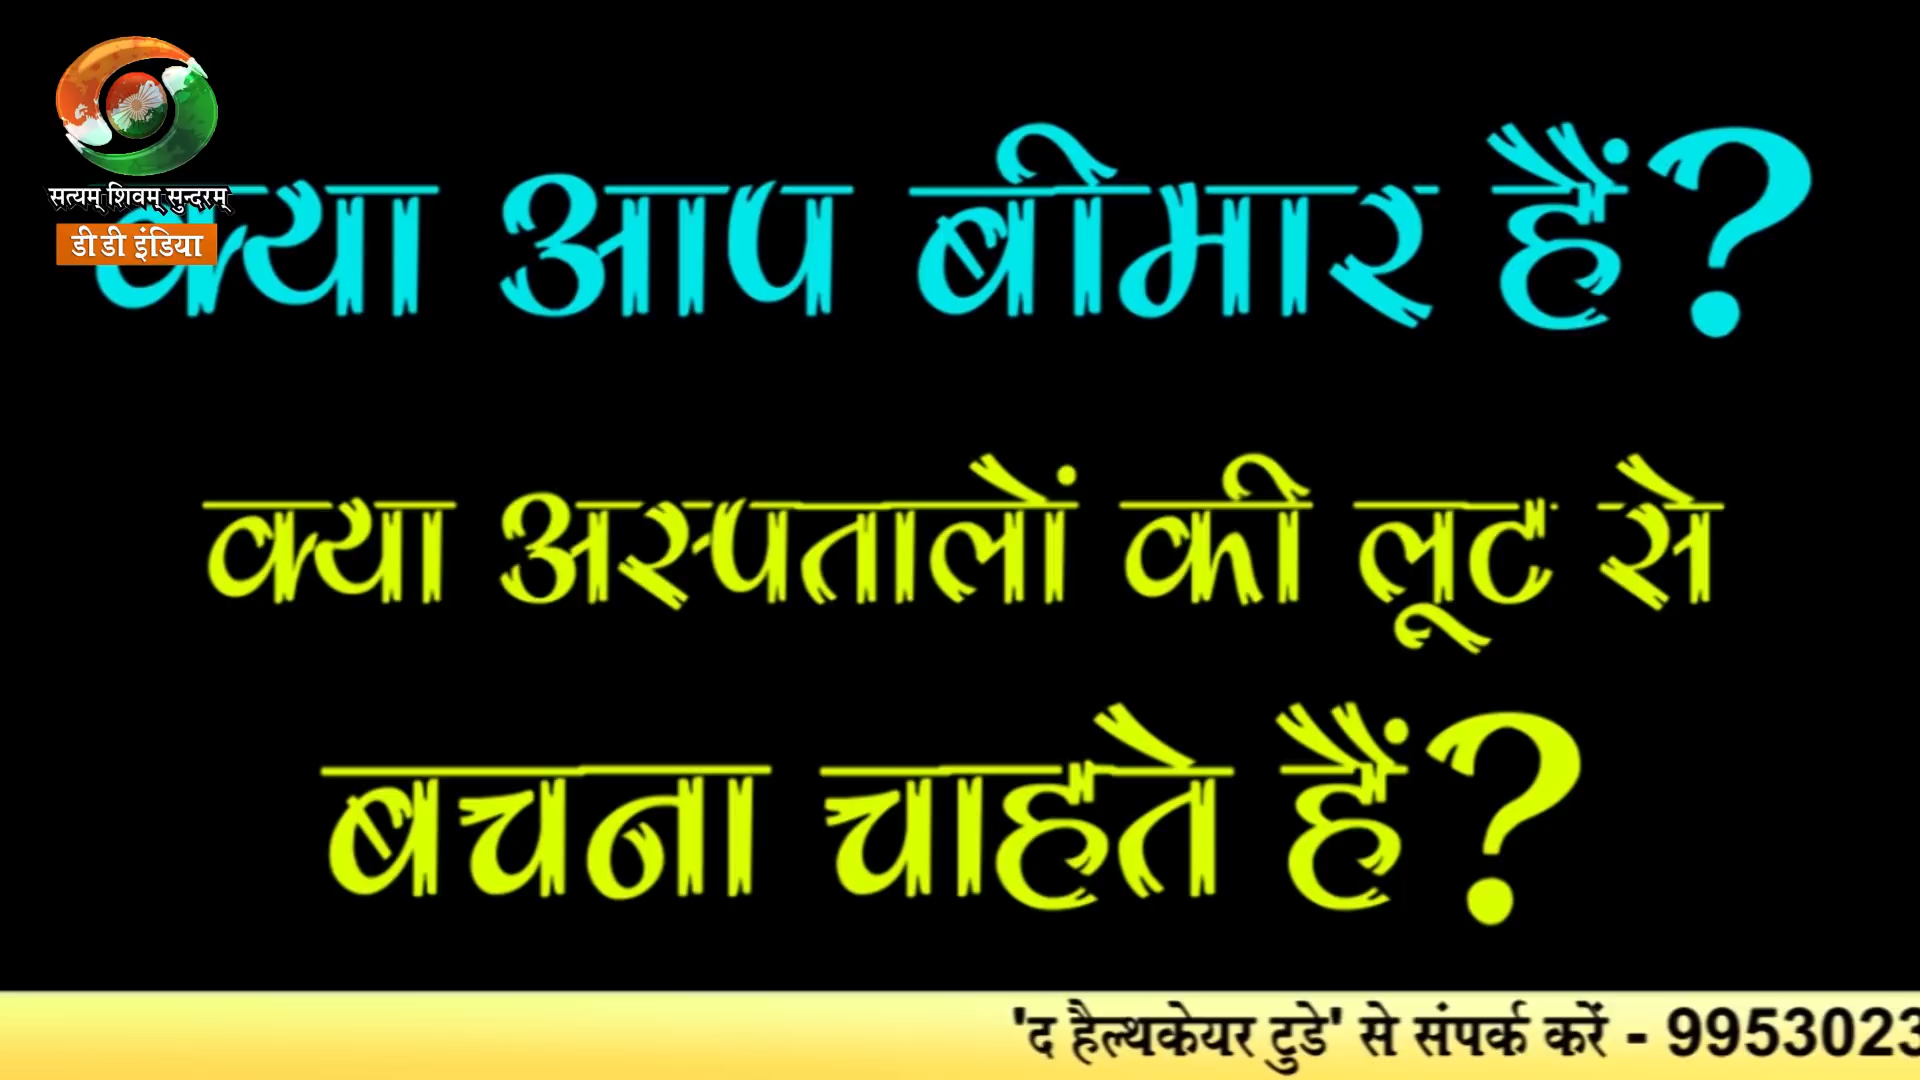 सत्यम् शिवम् सुन्दरम्
डी डी इंडिया
क्या आप बीमार हैं?
क्या अस्पतालों की लूट से
बचना चाहते हैं?
'द हैल्थकेयर टुडे' से संपर्क करें - 9953023